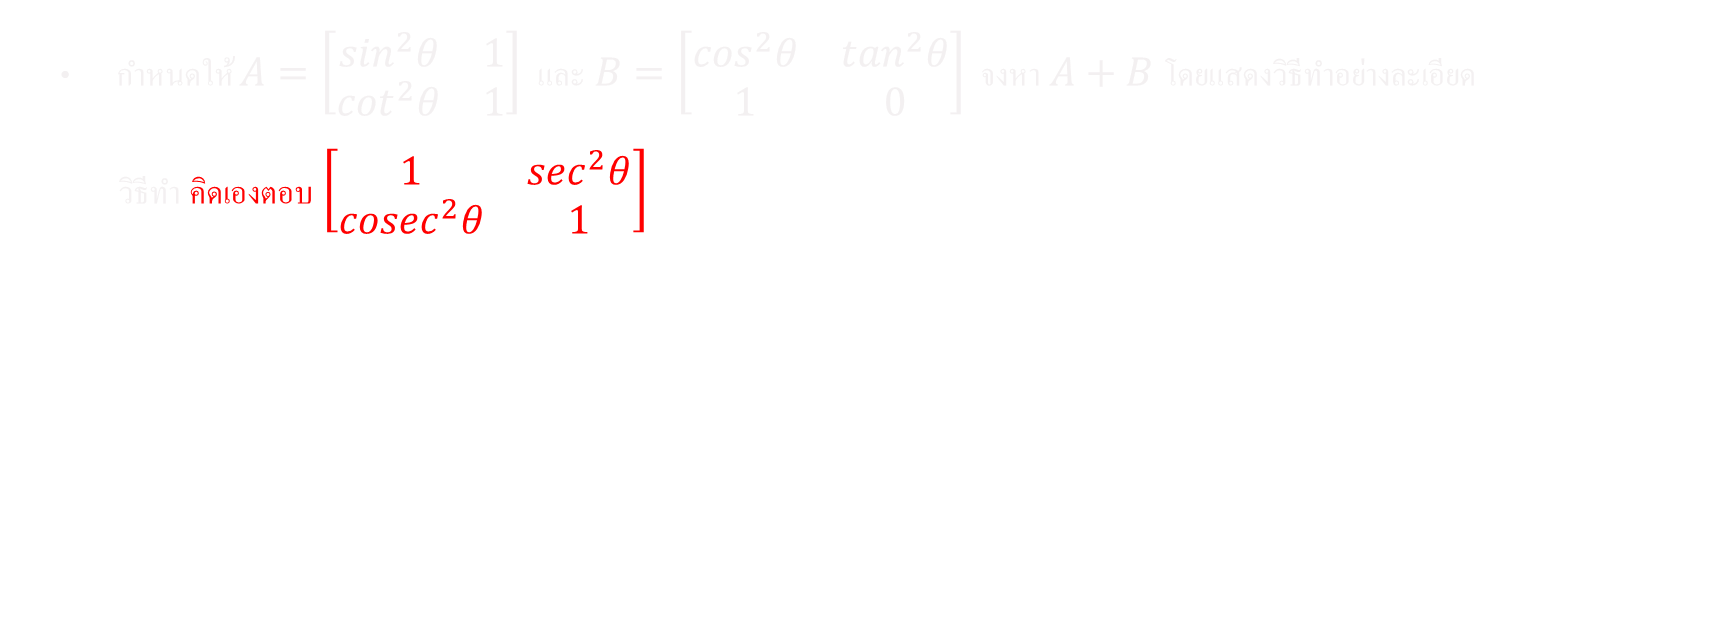 • กำหนดให้ A = [sin²θ 1; cot²θ 1] และ B = [cos²θ tan²θ; 1 0] จงหา A + B โดยแสดงวิธีทำอย่างละเอียด
วิธีทำ คิดเองตอบ [1 sec²θ; cosec²θ 1]